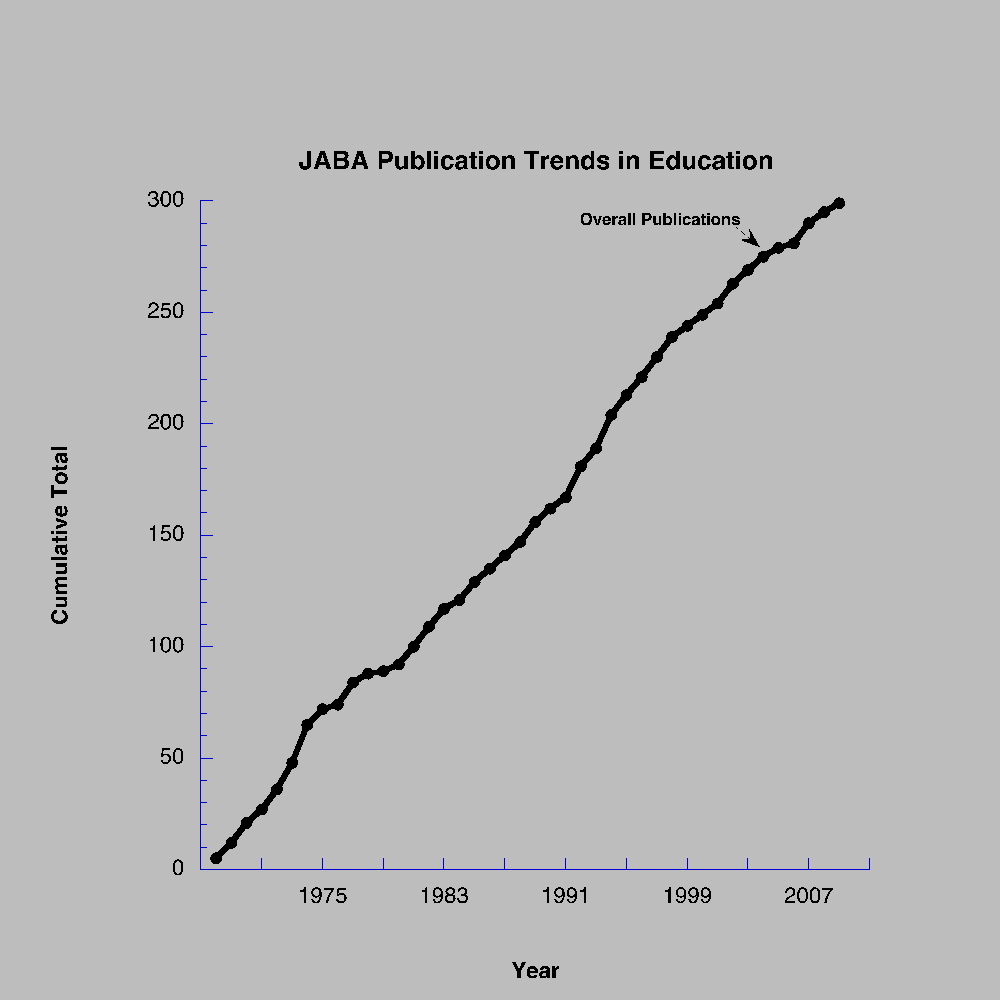 JABA Publication Trends in Education
Overall Publications
300
250
200
150
100
50
0
Cumulative Total
1975 1983 1991 1999 2007
Year